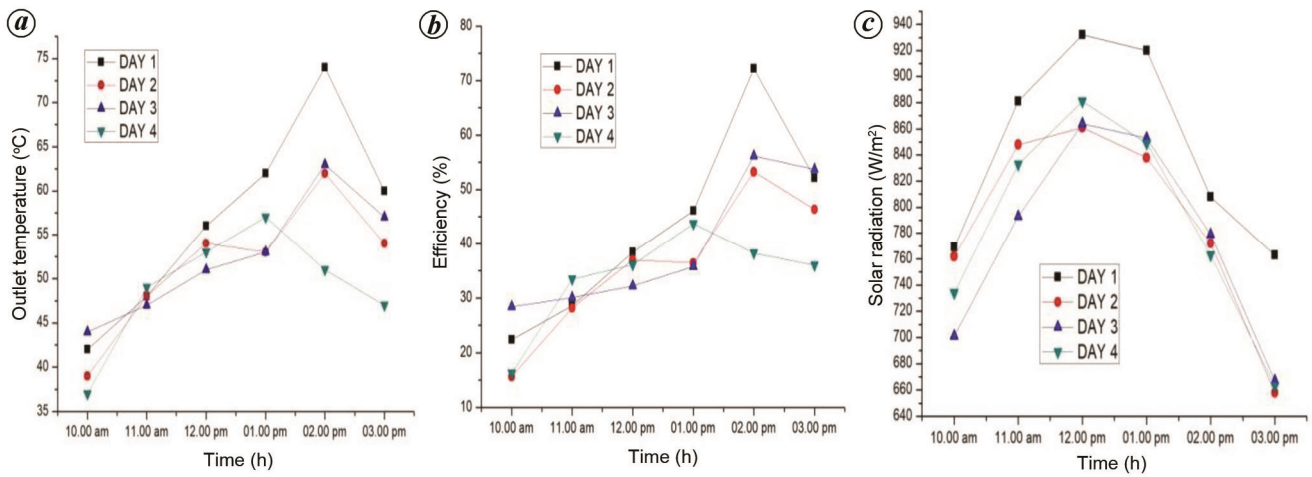 a
Outlet temperature (ºC)
75
70
65
60
55
50
45
40
35
DAY 1
DAY 2
DAY 3
DAY 4
10.00 am 11.00 am 12.00 pm 01.00 pm 02.00 pm 03.00 pm
Time (h)
b
Efficiency (%)
80
70
60
50
40
30
20
10
DAY 1
DAY 2
DAY 3
DAY 4
10.00 am 11.00 am 12.00 pm 01.00 pm 02.00 pm 03.00 pm
Time (h)
c
Solar radiation (W/m²)
940
920
900
880
860
840
820
800
780
760
740
720
700
680
660
640
DAY 1
DAY 2
DAY 3
DAY 4
10.00 am 11.00 am 12.00 pm 01.00 pm 02.00 pm 03.00 pm
Time (h)